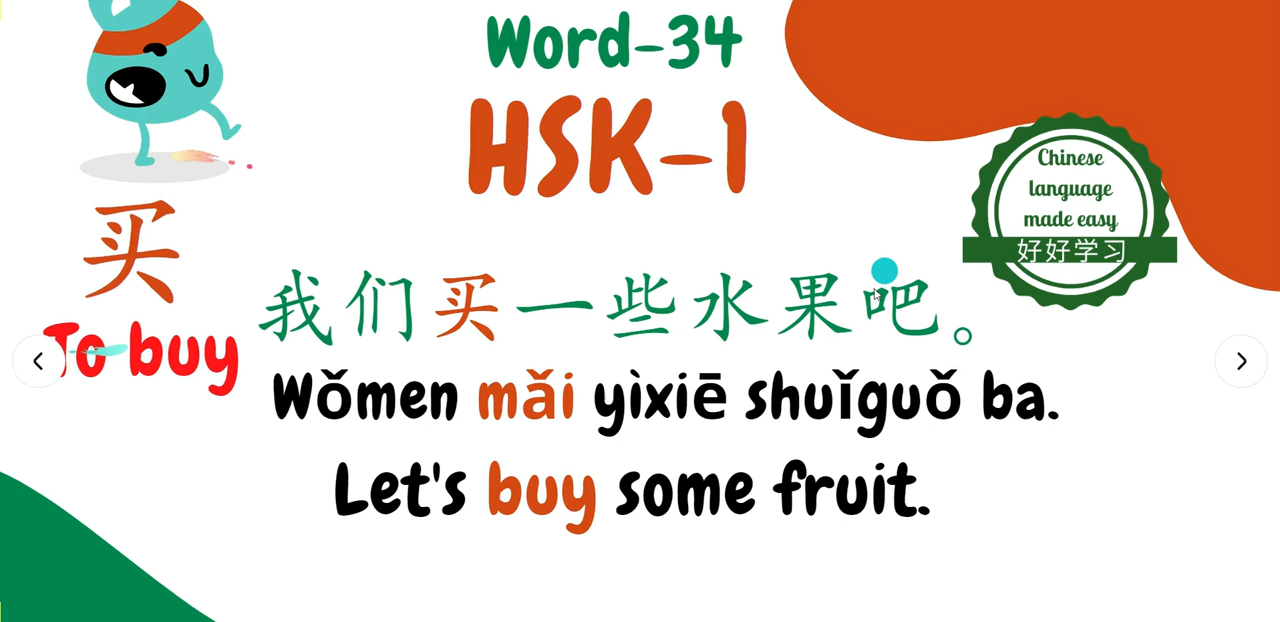 Word-34
HSK-1
Chinese
language
made easy
好好学习
买
To buy
我们买一些水果吧。
Wǒmen mǎi yìxiē shuǐguǒ ba.
Let's buy some fruit.